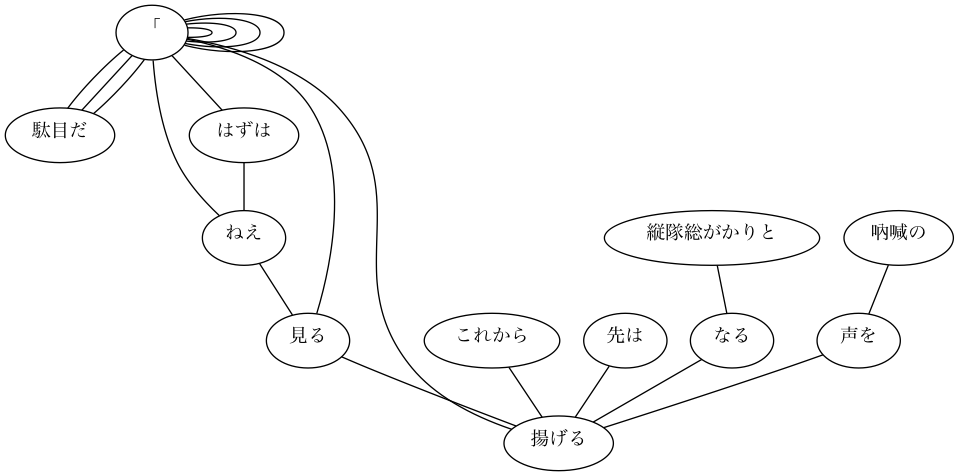 「
駄目だ
はずは
ねえ
縦隊総がかりと
吶喊の
見る
これから
先は
なる
声を
揚げる